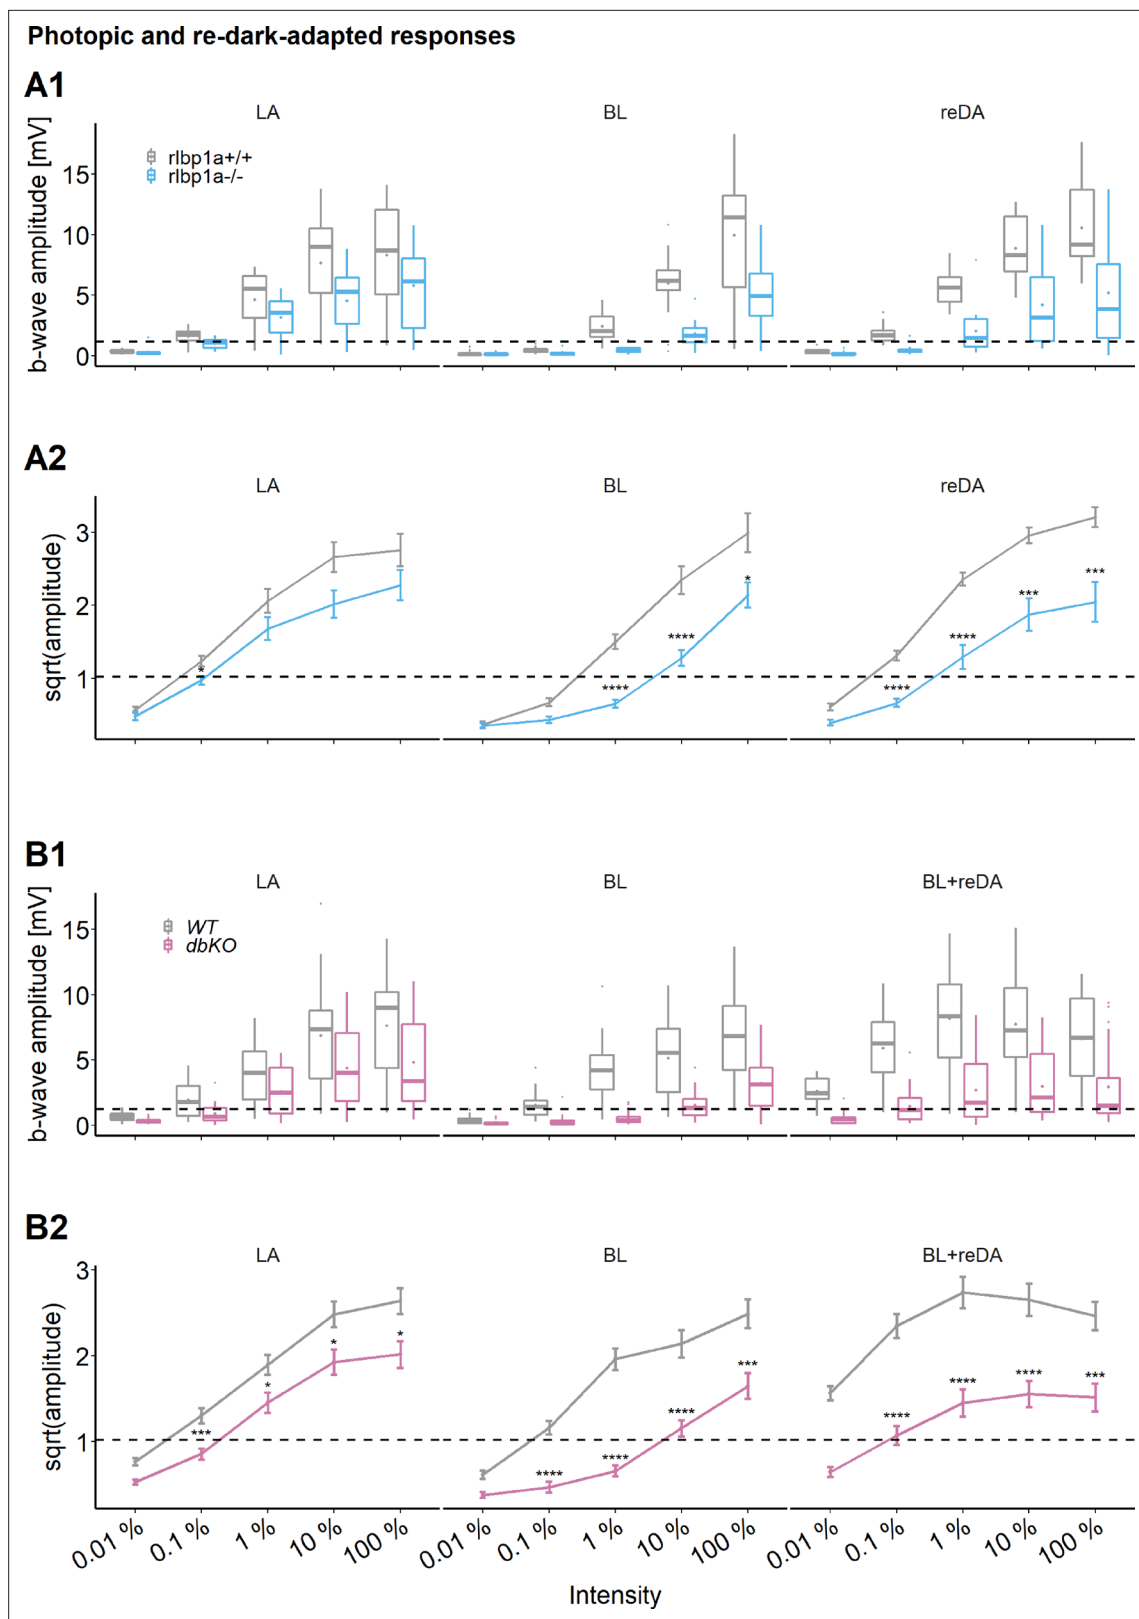 Photopic and re-dark-adapted responses
A1
LA BL reDA
b-wave amplitude [mV]
rlbp1a+/+
rlbp1a-/-
15
10
5
0
A2
LA BL reDA
sqrt(amplitude)
3
2
1
* **** **** * **** **** *** ***
B1
LA BL BL+reDA
b-wave amplitude [mV]
WT
dbKO
15
10
5
0
B2
LA BL BL+reDA
sqrt(amplitude)
3
2
1
*** * * * **** **** **** *** **** **** **** ***
0.01 % 0.1 % 1 % 10 % 100 % 0.01 % 0.1 % 1 % 10 % 100 % 0.01 % 0.1 % 1 % 10 % 100 %
Intensity